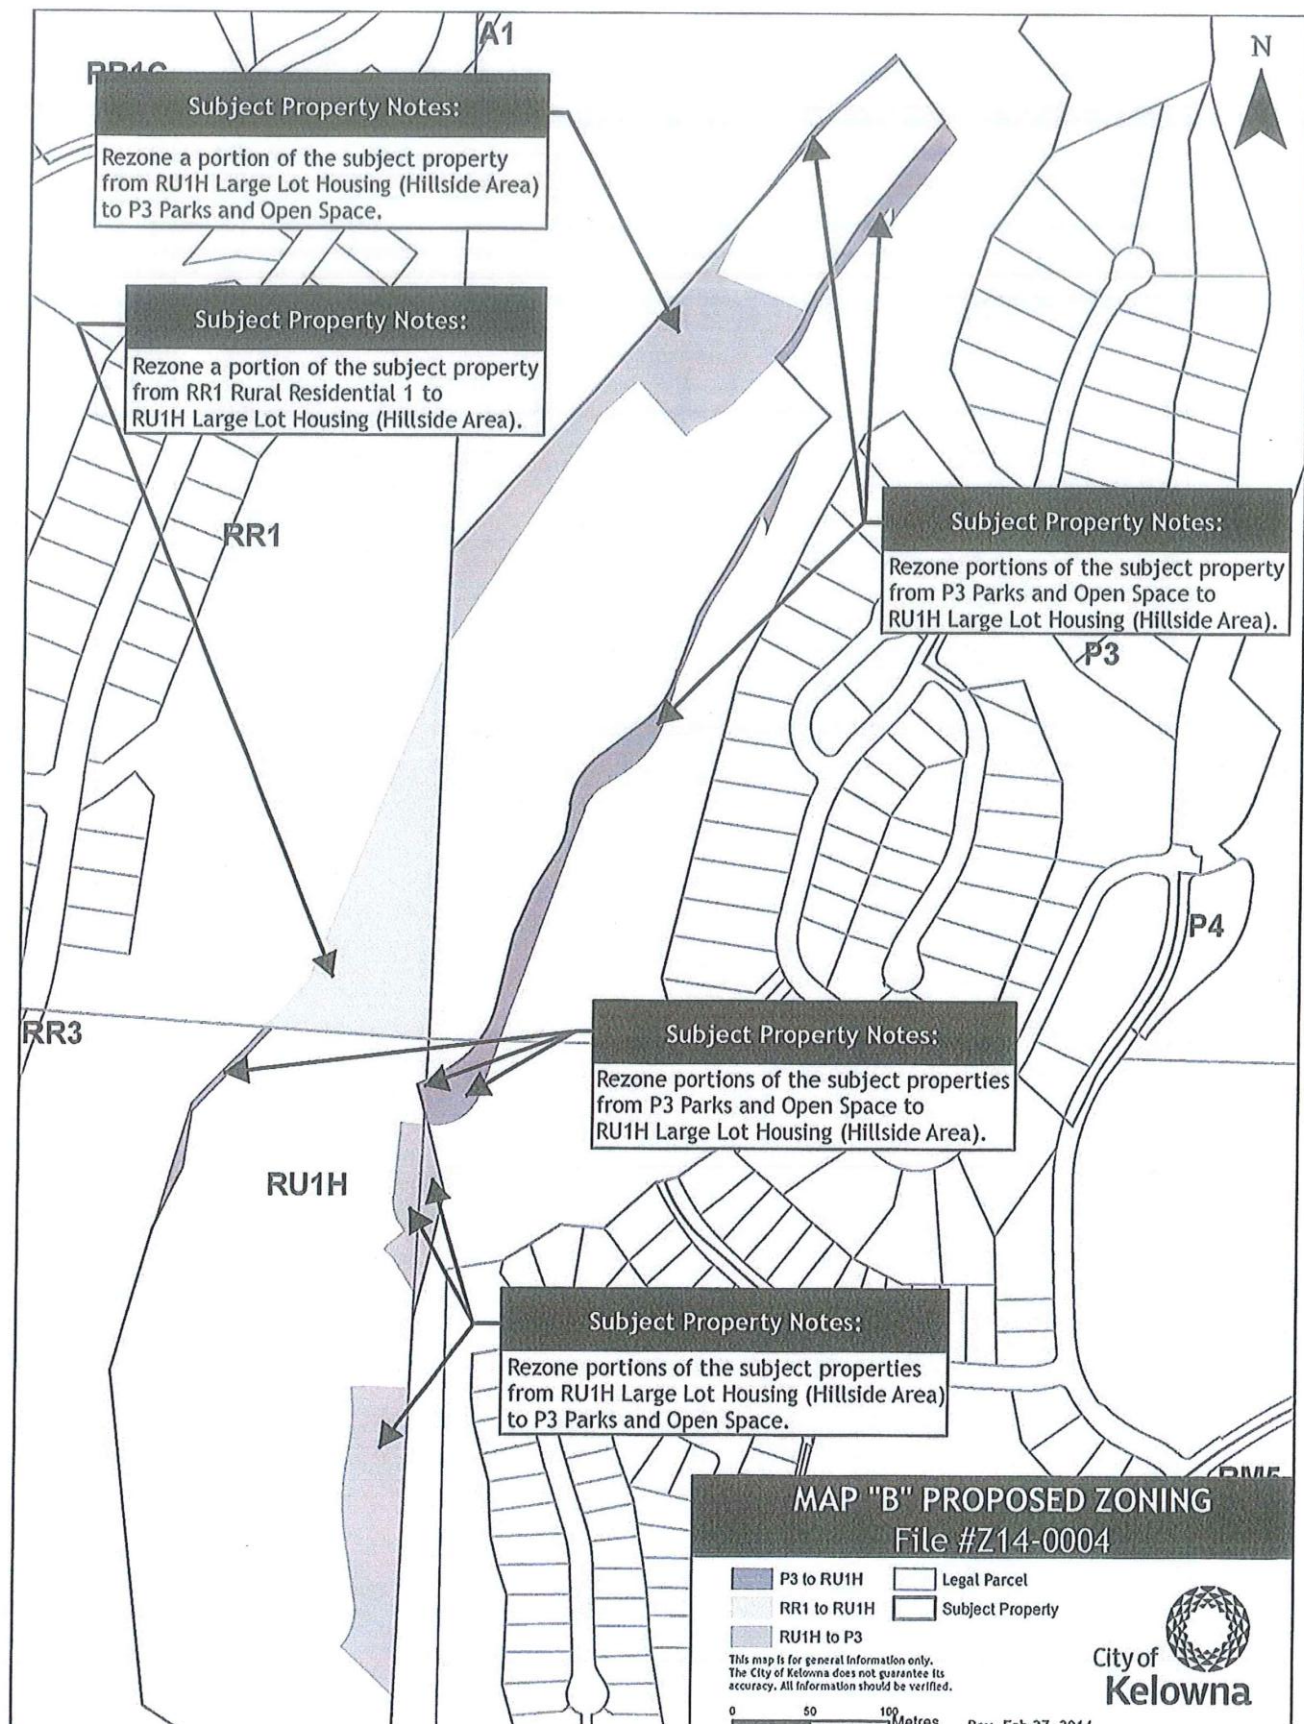 A1
N
Subject Property Notes:
Rezone a portion of the subject property
from RU1H Large Lot Housing (Hillside Area)
to P3 Parks and Open Space.
Subject Property Notes:
Rezone a portion of the subject property
from RR1 Rural Residential 1 to
RU1H Large Lot Housing (Hillside Area).
RR1
Subject Property Notes:
Rezone portions of the subject property
from P3 Parks and Open Space to
RU1H Large Lot Housing (Hillside Area).
P3
P4
RR3
Subject Property Notes:
Rezone portions of the subject properties
from P3 Parks and Open Space to
RU1H Large Lot Housing (Hillside Area).
RU1H
Subject Property Notes:
Rezone portions of the subject properties
from RU1H Large Lot Housing (Hillside Area)
to P3 Parks and Open Space.
MAP "B" PROPOSED ZONING
File #Z14-0004
P3 to RU1H
Legal Parcel
RR1 to RU1H
Subject Property
RU1H to P3
This map is for general information only.
The City of Kelowna does not guarantee its
accuracy. All information should be verified.
City of
Kelowna
0 50 100
Metres
Rev. Feb 27, 2014